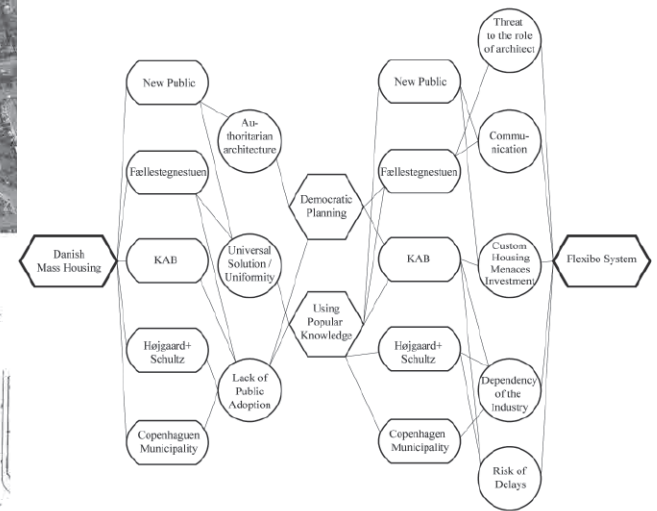 Danish
Mass Housing
New Public
Fællestegnestuen
KAB
Højgaard+
Schultz
Copenhaguen
Municipality
Au-
thoritarian
architecture
Universal
Solution /
Uniformity
Lack of
Public
Adoption
Democratic
Planning
Using
Popular
Knowledge
New Public
Fællestegnestuen
KAB
Højgaard+
Schultz
Copenhagen
Municipality
Threat
to the role
of architect
Commu-
nication
Custom
Housing
Menaces
Investment
Dependency
of the
Industry
Risk of
Delays
Flexibo System